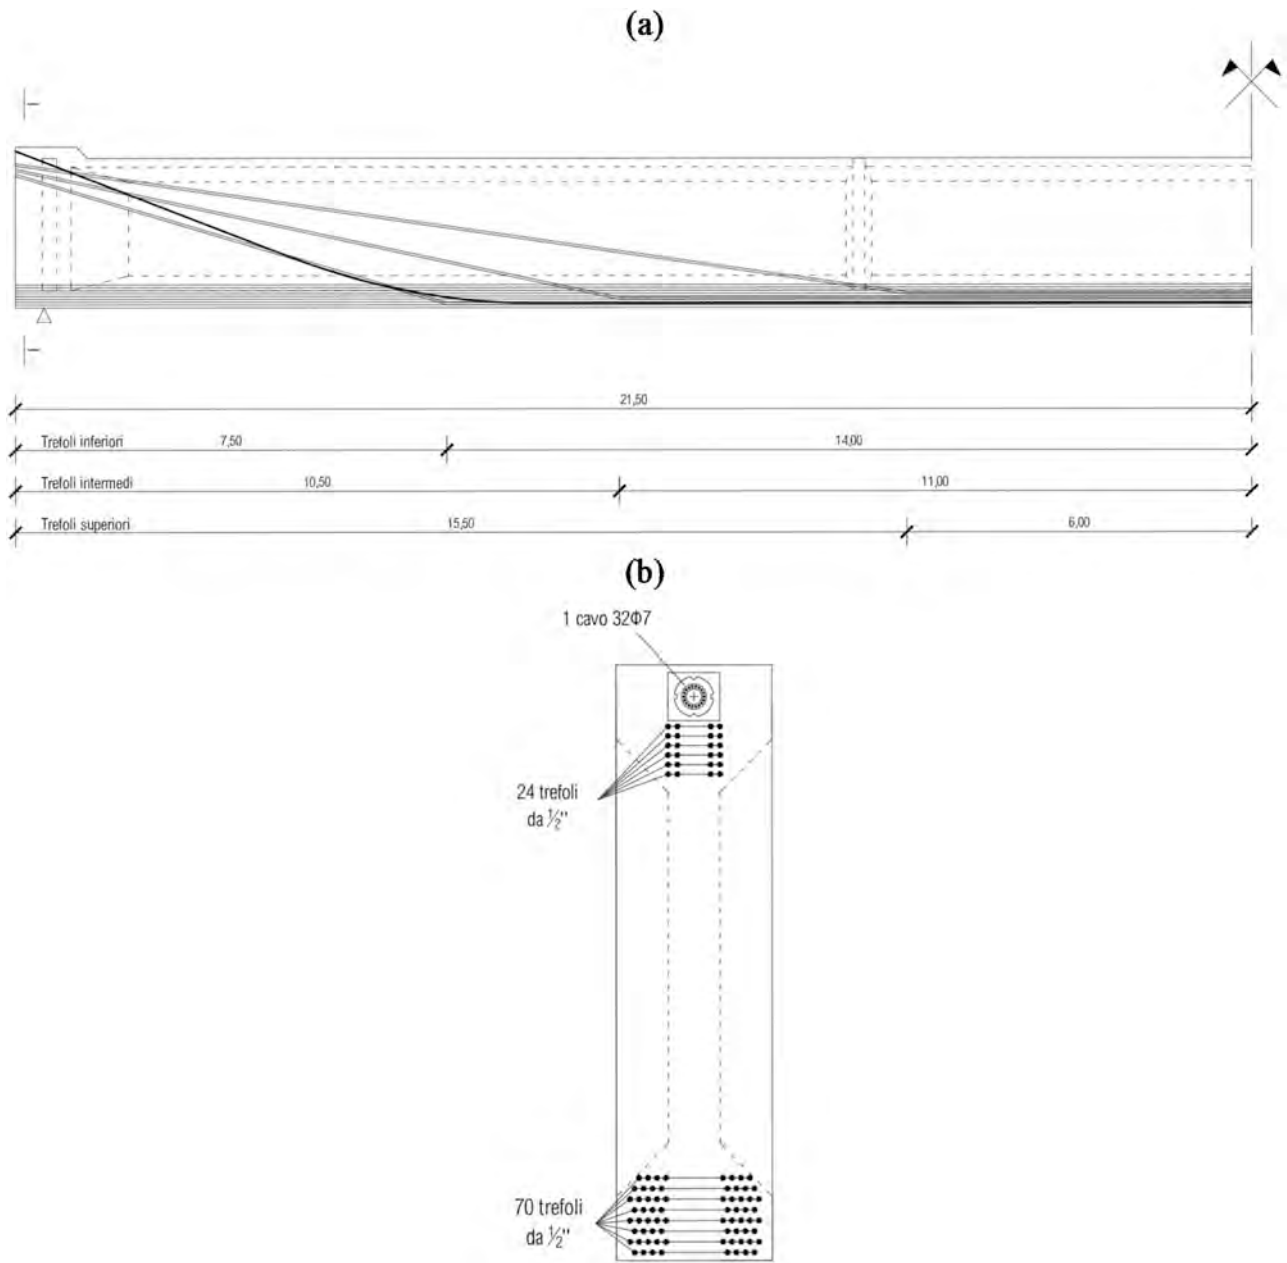 (a)
21,50
Trefoli inferiori 7,50 14,00
Trefoli intermedi 10,50 11,00
Trefoli superiori 15,50 6,00
(b)
1 cavo 32Φ7
24 trefoli
da ½"
70 trefoli
da ½"